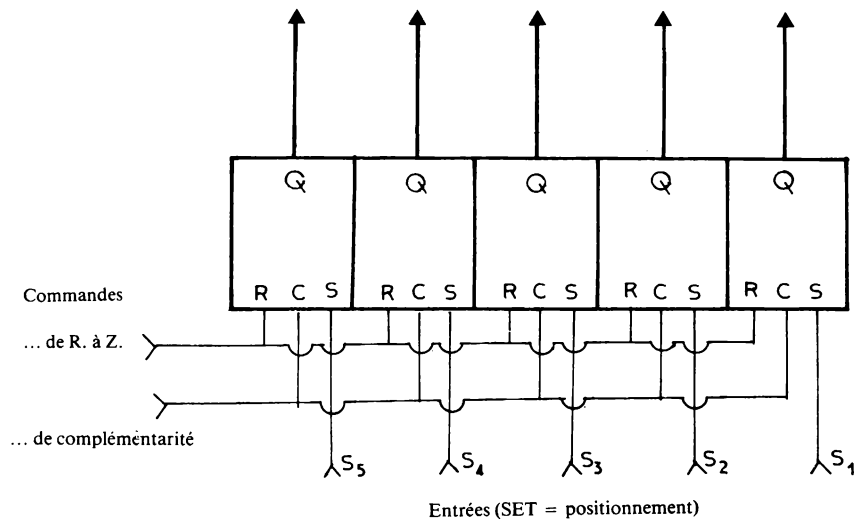 Q Q Q Q Q
R C S R C S R C S R C S R C S
Commandes
... de R. à Z.
... de complémentarité
S5 S4 S3 S2 S1
Entrées (SET = positionnement)